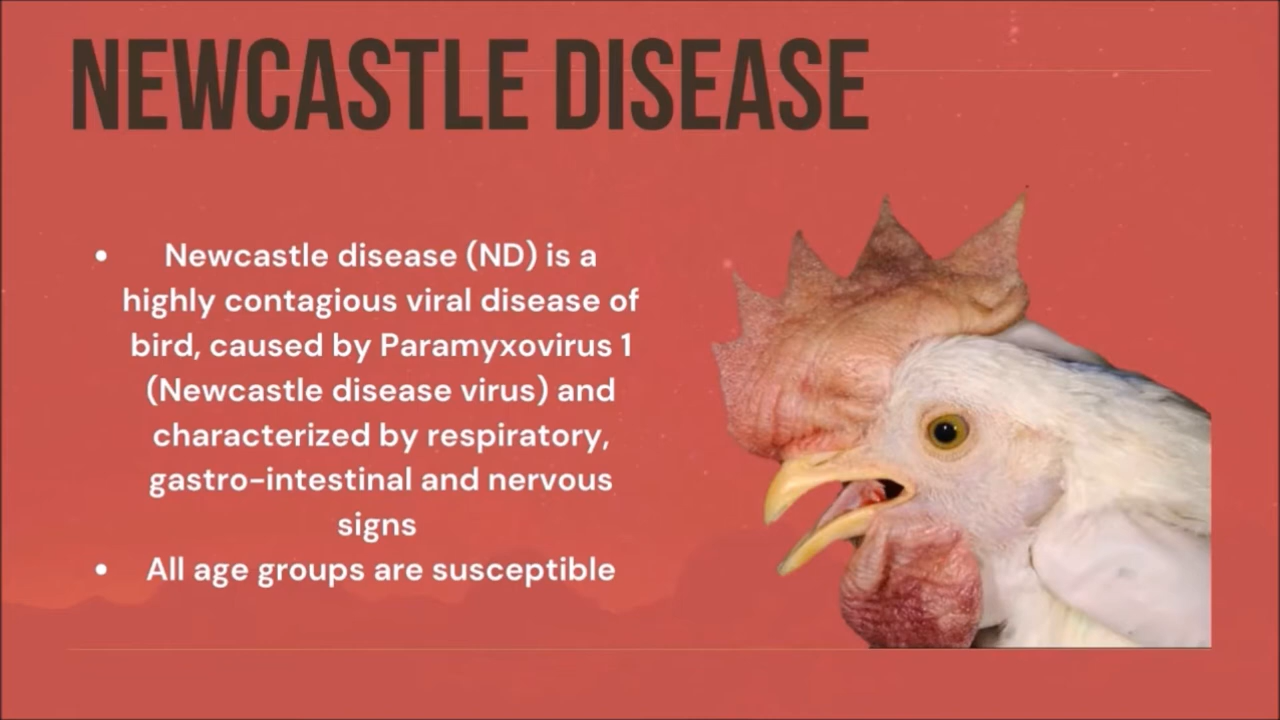 NEWCASTLE DISEASE
• Newcastle disease (ND) is a
highly contagious viral disease of
bird, caused by Paramyxovirus 1
(Newcastle disease virus) and
characterized by respiratory,
gastro-intestinal and nervous
signs
• All age groups are susceptible